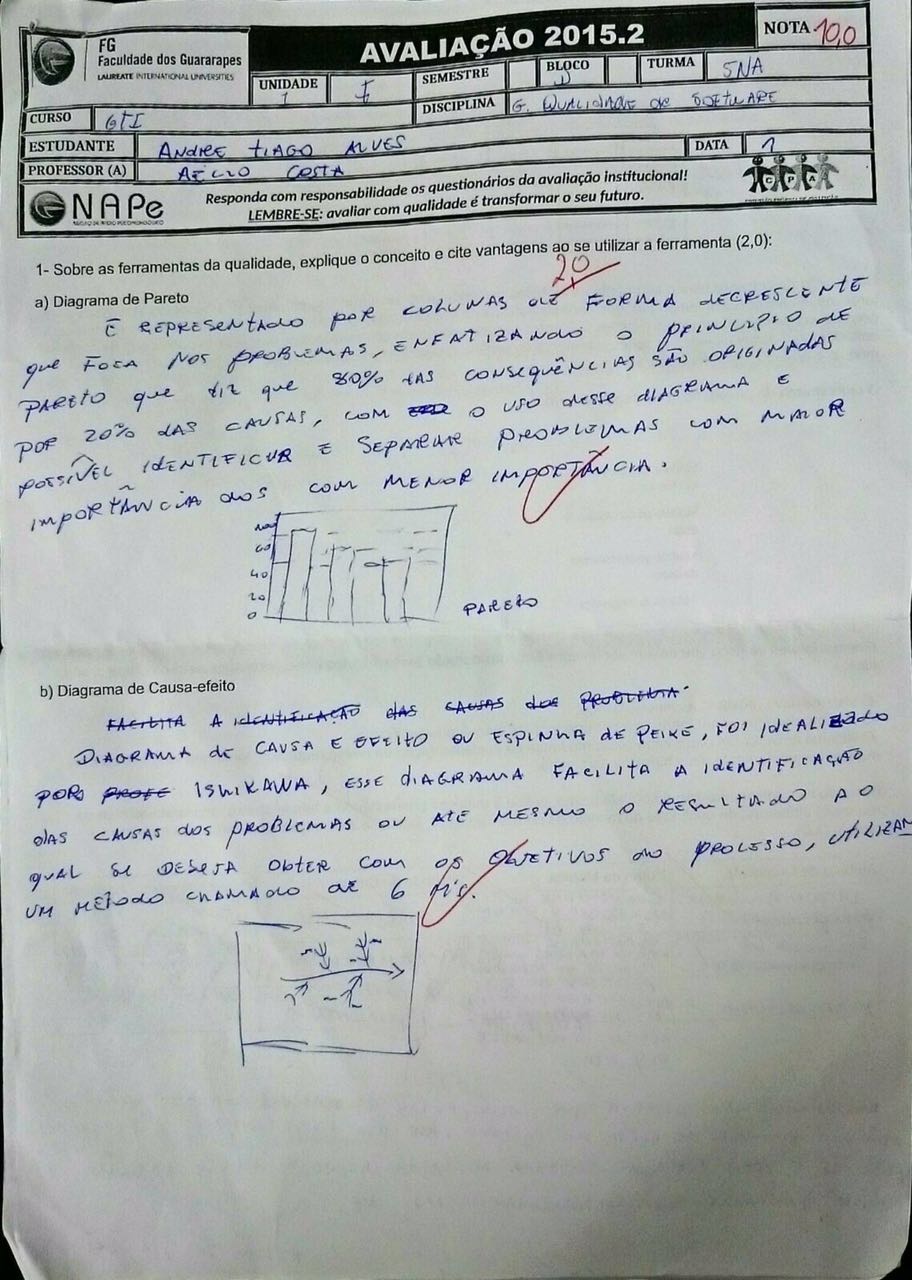 FG
Faculdade dos Guararapes
LAUREATE INTERNATIONAL UNIVERSITIES
AVALIAÇÃO 2015.2
NOTA 10,0
UNIDADE I
SEMESTRE
BLOCO
TURMA 5NA
CURSO GTI
DISCIPLINA G. QUALIDADE de SOFTWARE
ESTUDANTE ANDRE TIAGO ALVES
DATA
PROFESSOR (A) AÉLIO COSTA
NAPe
Responda com responsabilidade os questionários da avaliação institucional!
LEMBRE-SE: avaliar com qualidade é transformar o seu futuro.
CPA
1- Sobre as ferramentas da qualidade, explique o conceito e cite vantagens ao se utilizar a ferramenta (2,0):
2,0
a) Diagrama de Pareto
É REPRESENTADO POR COLUNAS DE FORMA DECRESCENTE
que FOCA NOS PROBLEMAS, ENFATIZANDO O PRINCIPIO DE
PARETO que diz que 80% DAS CONSEQUÊNCIAS SÃO ORIGINADAS
POR 20% DAS CAUSAS, COM O USO desse DIAGRAMA E
POSSÍVEL IDENTIFICAR E SEPARAR PROBLEMAS COM MAIOR
IMPORTÂNCIA dos COM MENOR IMPORTÂNCIA.
60
40
20
0
PARETO
b) Diagrama de Causa-efeito
FACILITA A IDENTIFICAÇÃO das CAUSAS dos PROBLEMA
DIAGRAMA de CAUSA E EFEITO OU ESPINHA DE PEIXE, FOI IDEALIZADO
POR ISHIKAWA, ESSE DIAGRAMA FACILITA A IDENTIFICAÇÃO
DAS CAUSAS DOS PROBLEMAS OU ATÉ MESMO O RESULTADO AO
qual SE DESEJA OBTER COM OS OBJETIVOS do PROCESSO, UTILIZAM
UM MÉTODO CHAMADO DE 6 M's.